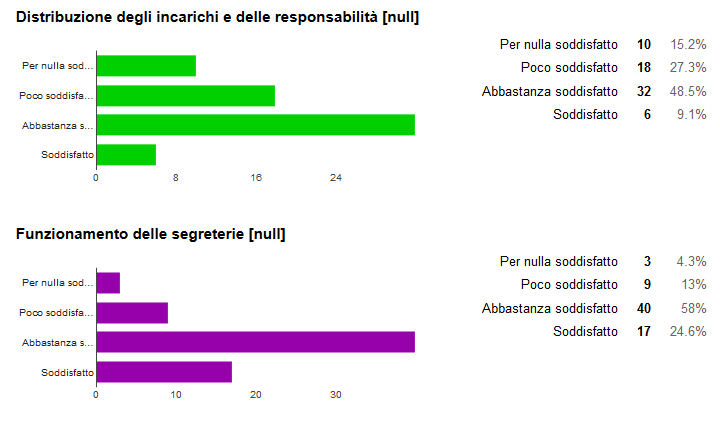 Distribuzione degli incarichi e delle responsabilità [null]
Per nulla sod...
Poco soddisfa...
Abbastanza s...
Soddisfatto
0 8 16 24
Per nulla soddisfatto 10 15.2%
Poco soddisfatto 18 27.3%
Abbastanza soddisfatto 32 48.5%
Soddisfatto 6 9.1%
Funzionamento delle segreterie [null]
Per nulla sod...
Poco soddisfa...
Abbastanza s...
Soddisfatto
0 10 20 30
Per nulla soddisfatto 3 4.3%
Poco soddisfatto 9 13%
Abbastanza soddisfatto 40 58%
Soddisfatto 17 24.6%